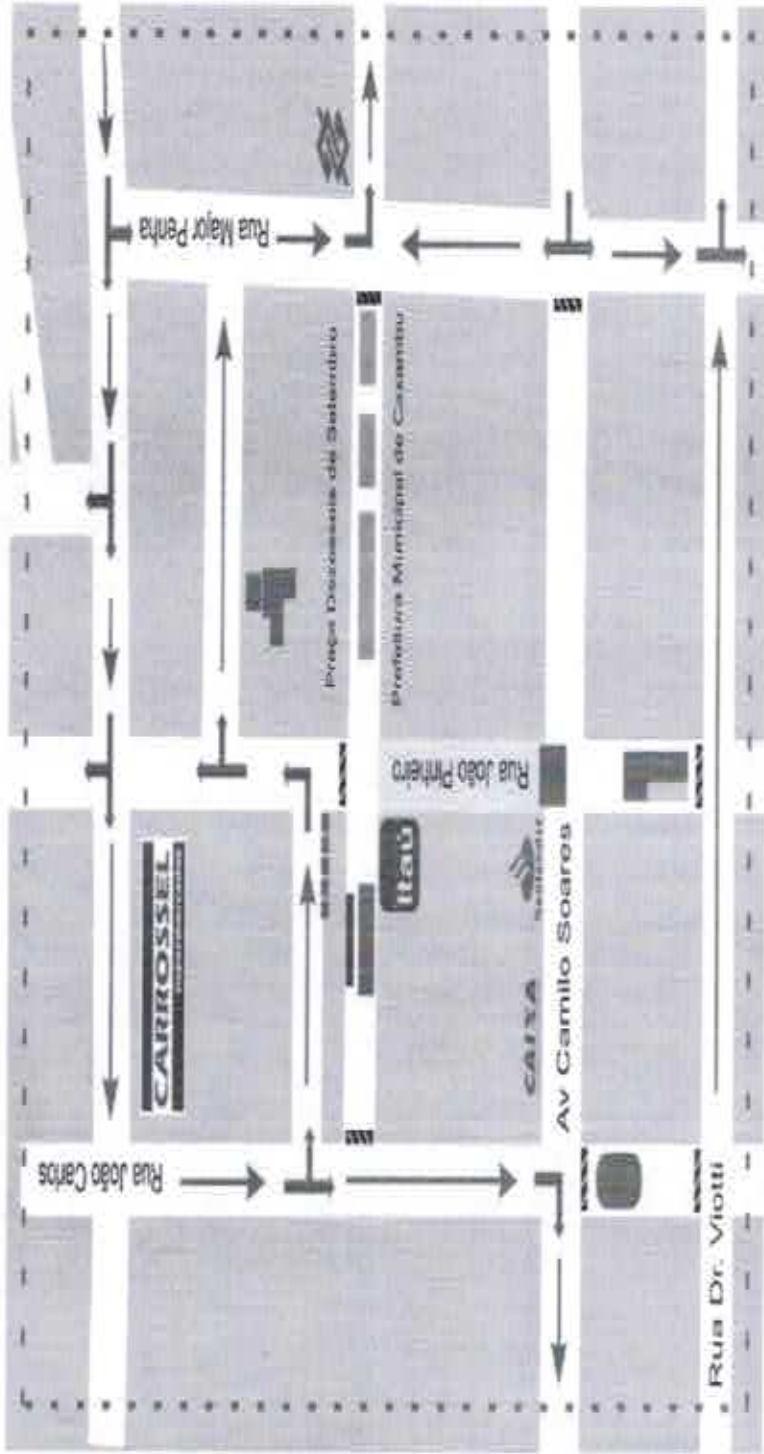 Rua Major Penha
Praça Dezesseis de Setembro
Prefeitura Municipal de Caxambu
Rua João Pinheiro
CARROSSEL
Itaú
Santander
CAIXA
Av Camilo Soares
Rua João Carlos
Rua Dr. Viotti